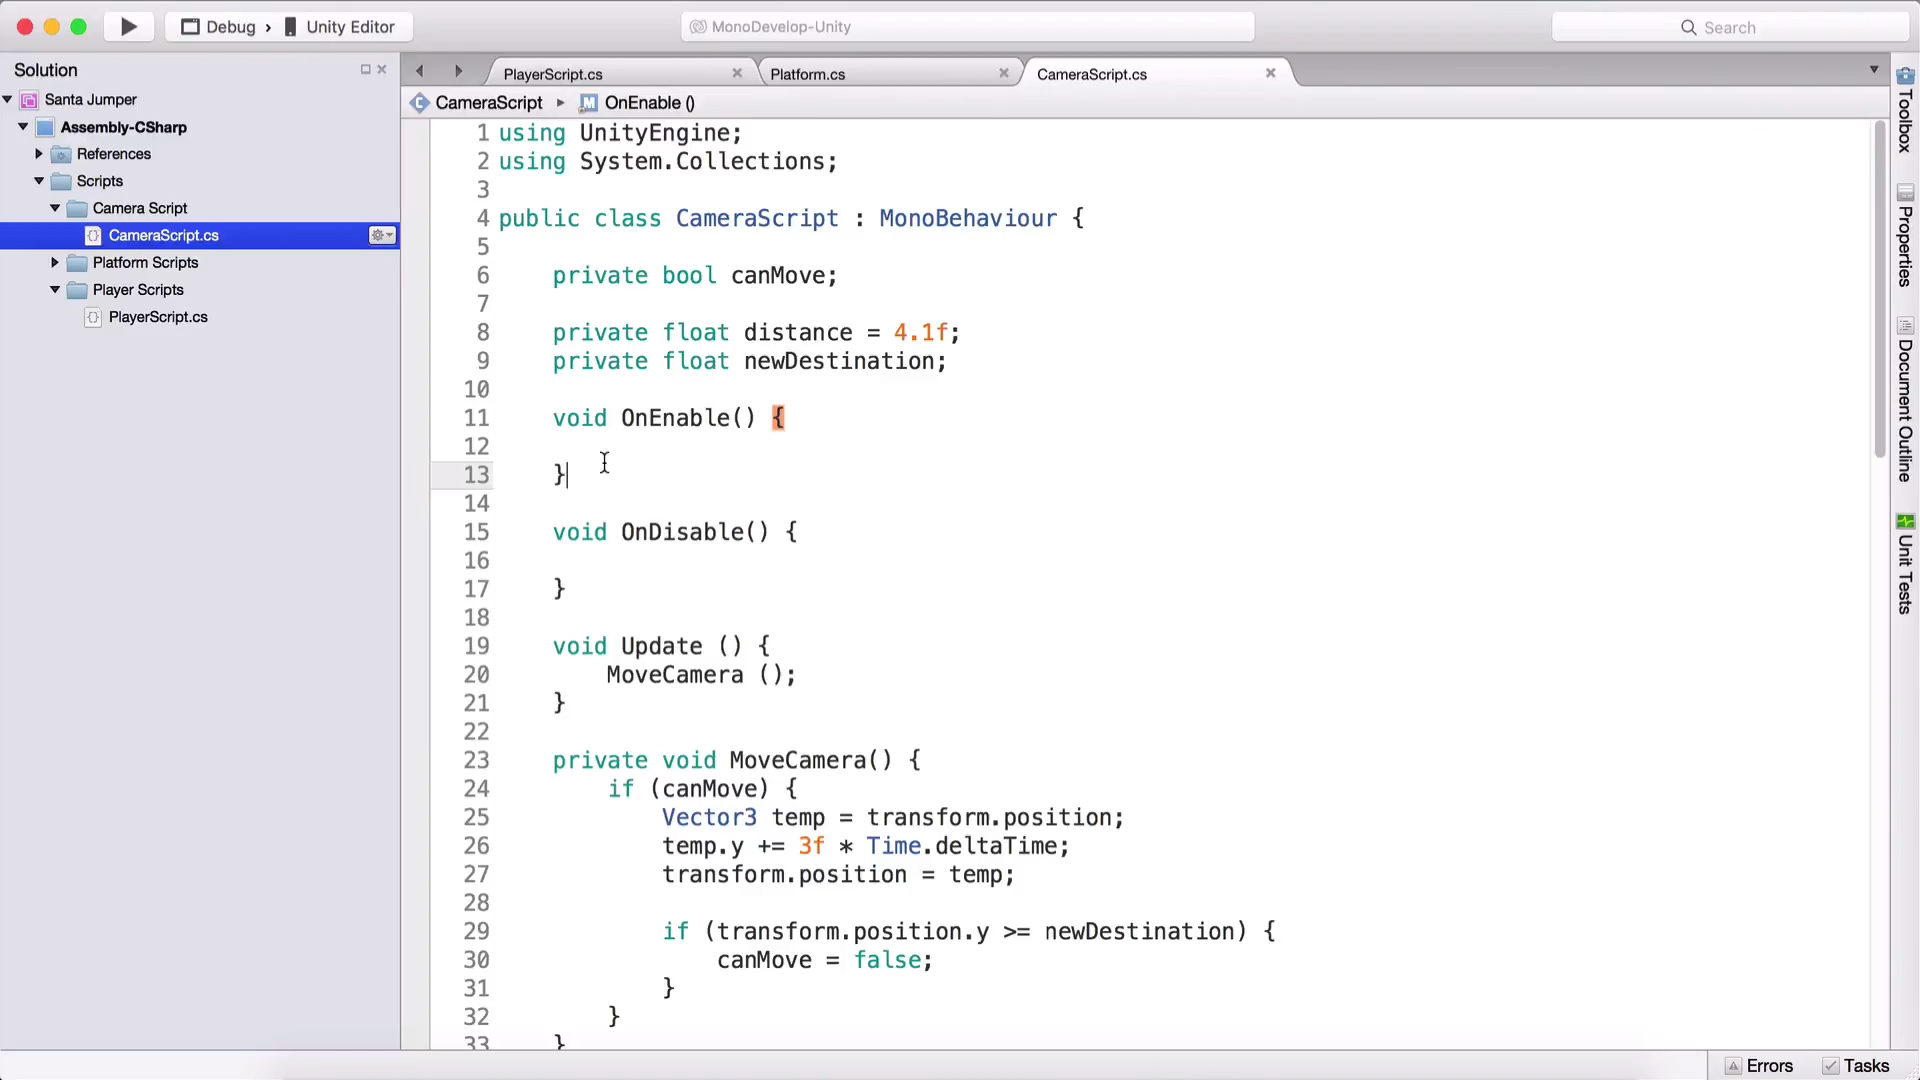 Debug › Unity Editor
MonoDevelop-Unity
Search
Solution
Santa Jumper
Assembly-CSharp
References
Scripts
Camera Script
CameraScript.cs
Platform Scripts
Player Scripts
PlayerScript.cs
PlayerScript.cs
Platform.cs
CameraScript.cs
CameraScript
OnEnable ()
1 using UnityEngine;
2 using System.Collections;
3
4 public class CameraScript : MonoBehaviour {
5
6 private bool canMove;
7
8 private float distance = 4.1f;
9 private float newDestination;
10
11 void OnEnable() {
12
13 }
14
15 void OnDisable() {
16
17 }
18
19 void Update () {
20 MoveCamera ();
21 }
22
23 private void MoveCamera() {
24 if (canMove) {
25 Vector3 temp = transform.position;
26 temp.y += 3f * Time.deltaTime;
27 transform.position = temp;
28
29 if (transform.position.y >= newDestination) {
30 canMove = false;
31 }
32 }
33 }
Toolbox
Properties
Document Outline
Unit Tests
Errors
Tasks